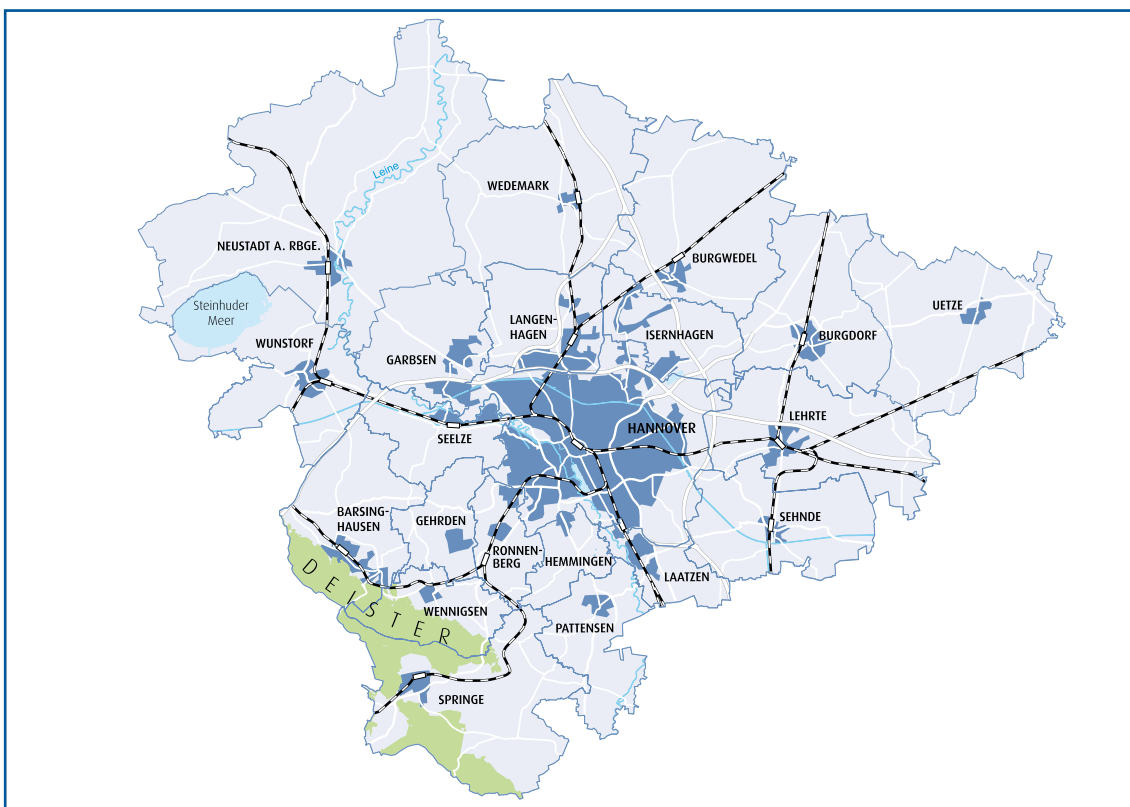 Leine
WEDEMARK
NEUSTADT A. RBGE.
BURGWEDEL
Steinhuder
Meer
UETZE
LANGEN-
HAGEN
ISERNHAGEN
BURGDORF
WUNSTORF
GARBSEN
LEHRTE
HANNOVER
SEELZE
BARSING-
HAUSEN
GEHRDEN
SEHNDE
RONNEN-
BERG
HEMMINGEN
LAATZEN
DEISTER
WENNIGSEN
PATTENSEN
SPRINGE